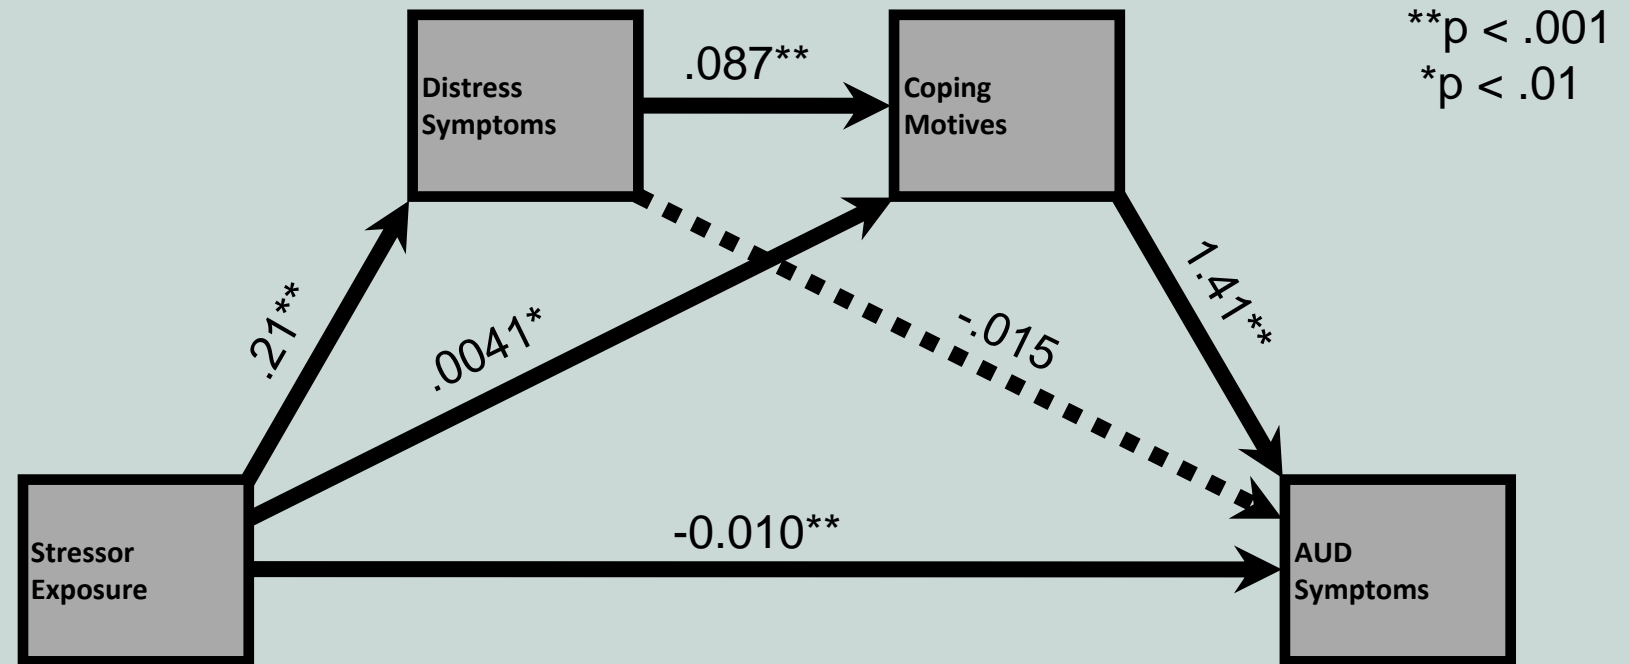 **p < .001
*p < .01
Distress
Symptoms
.087**
Coping
Motives
.21**
.0041*
-.015
1.41**
-0.010**
Stressor
Exposure
AUD
Symptoms